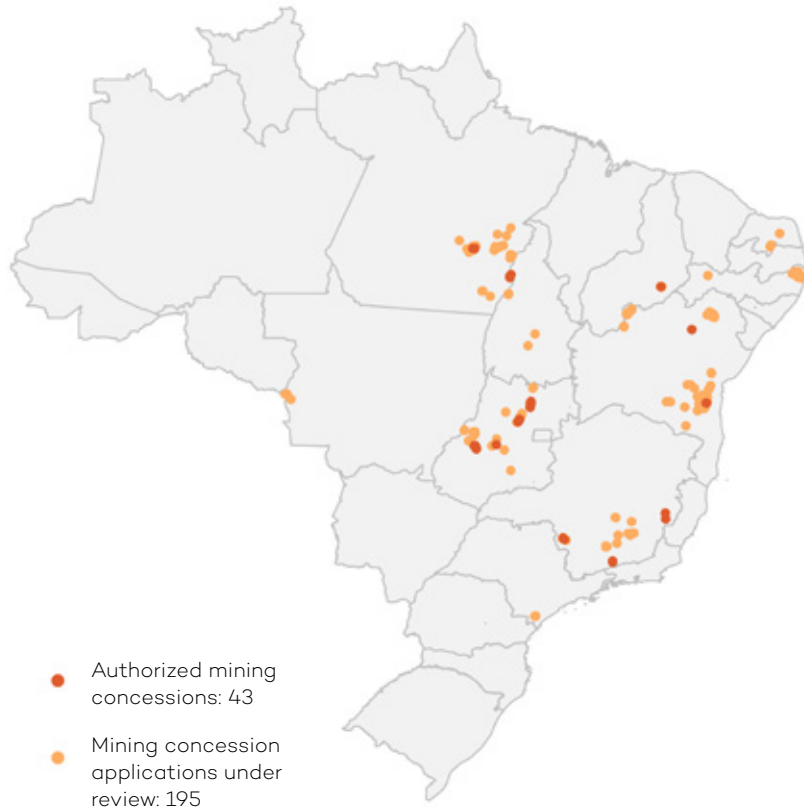 Authorized mining
concessions: 43
Mining concession
applications under
review: 195